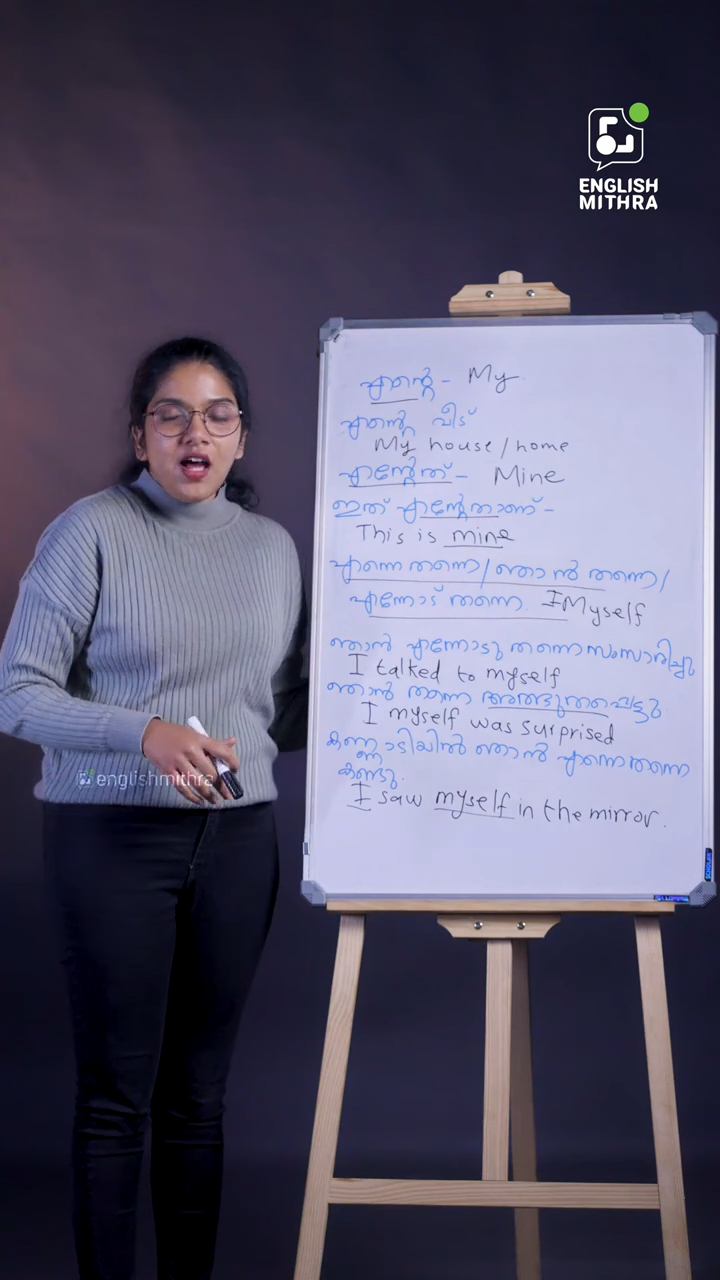 ENGLISH
MITHRA
എന്റെ - My
എന്റെ വീട്
My house / home
എന്റേത് - Mine
ഇത് എന്റേതാണ് -
This is mine
എന്നെ തന്നെ / ഞാൻ തന്നെ /
എന്നോട് തന്നെ. IMyself
ഞാൻ എന്നോടു തന്നെ സംസാരിച്ചു
I talked to myself
ഞാൻ തന്നെ അത്ഭുതപ്പെട്ടു
I myself was surprised
കണ്ണാടിയിൽ ഞാൻ എന്നെതന്നെ
കണ്ടു.
I saw myself in the mirror.
englishmithra